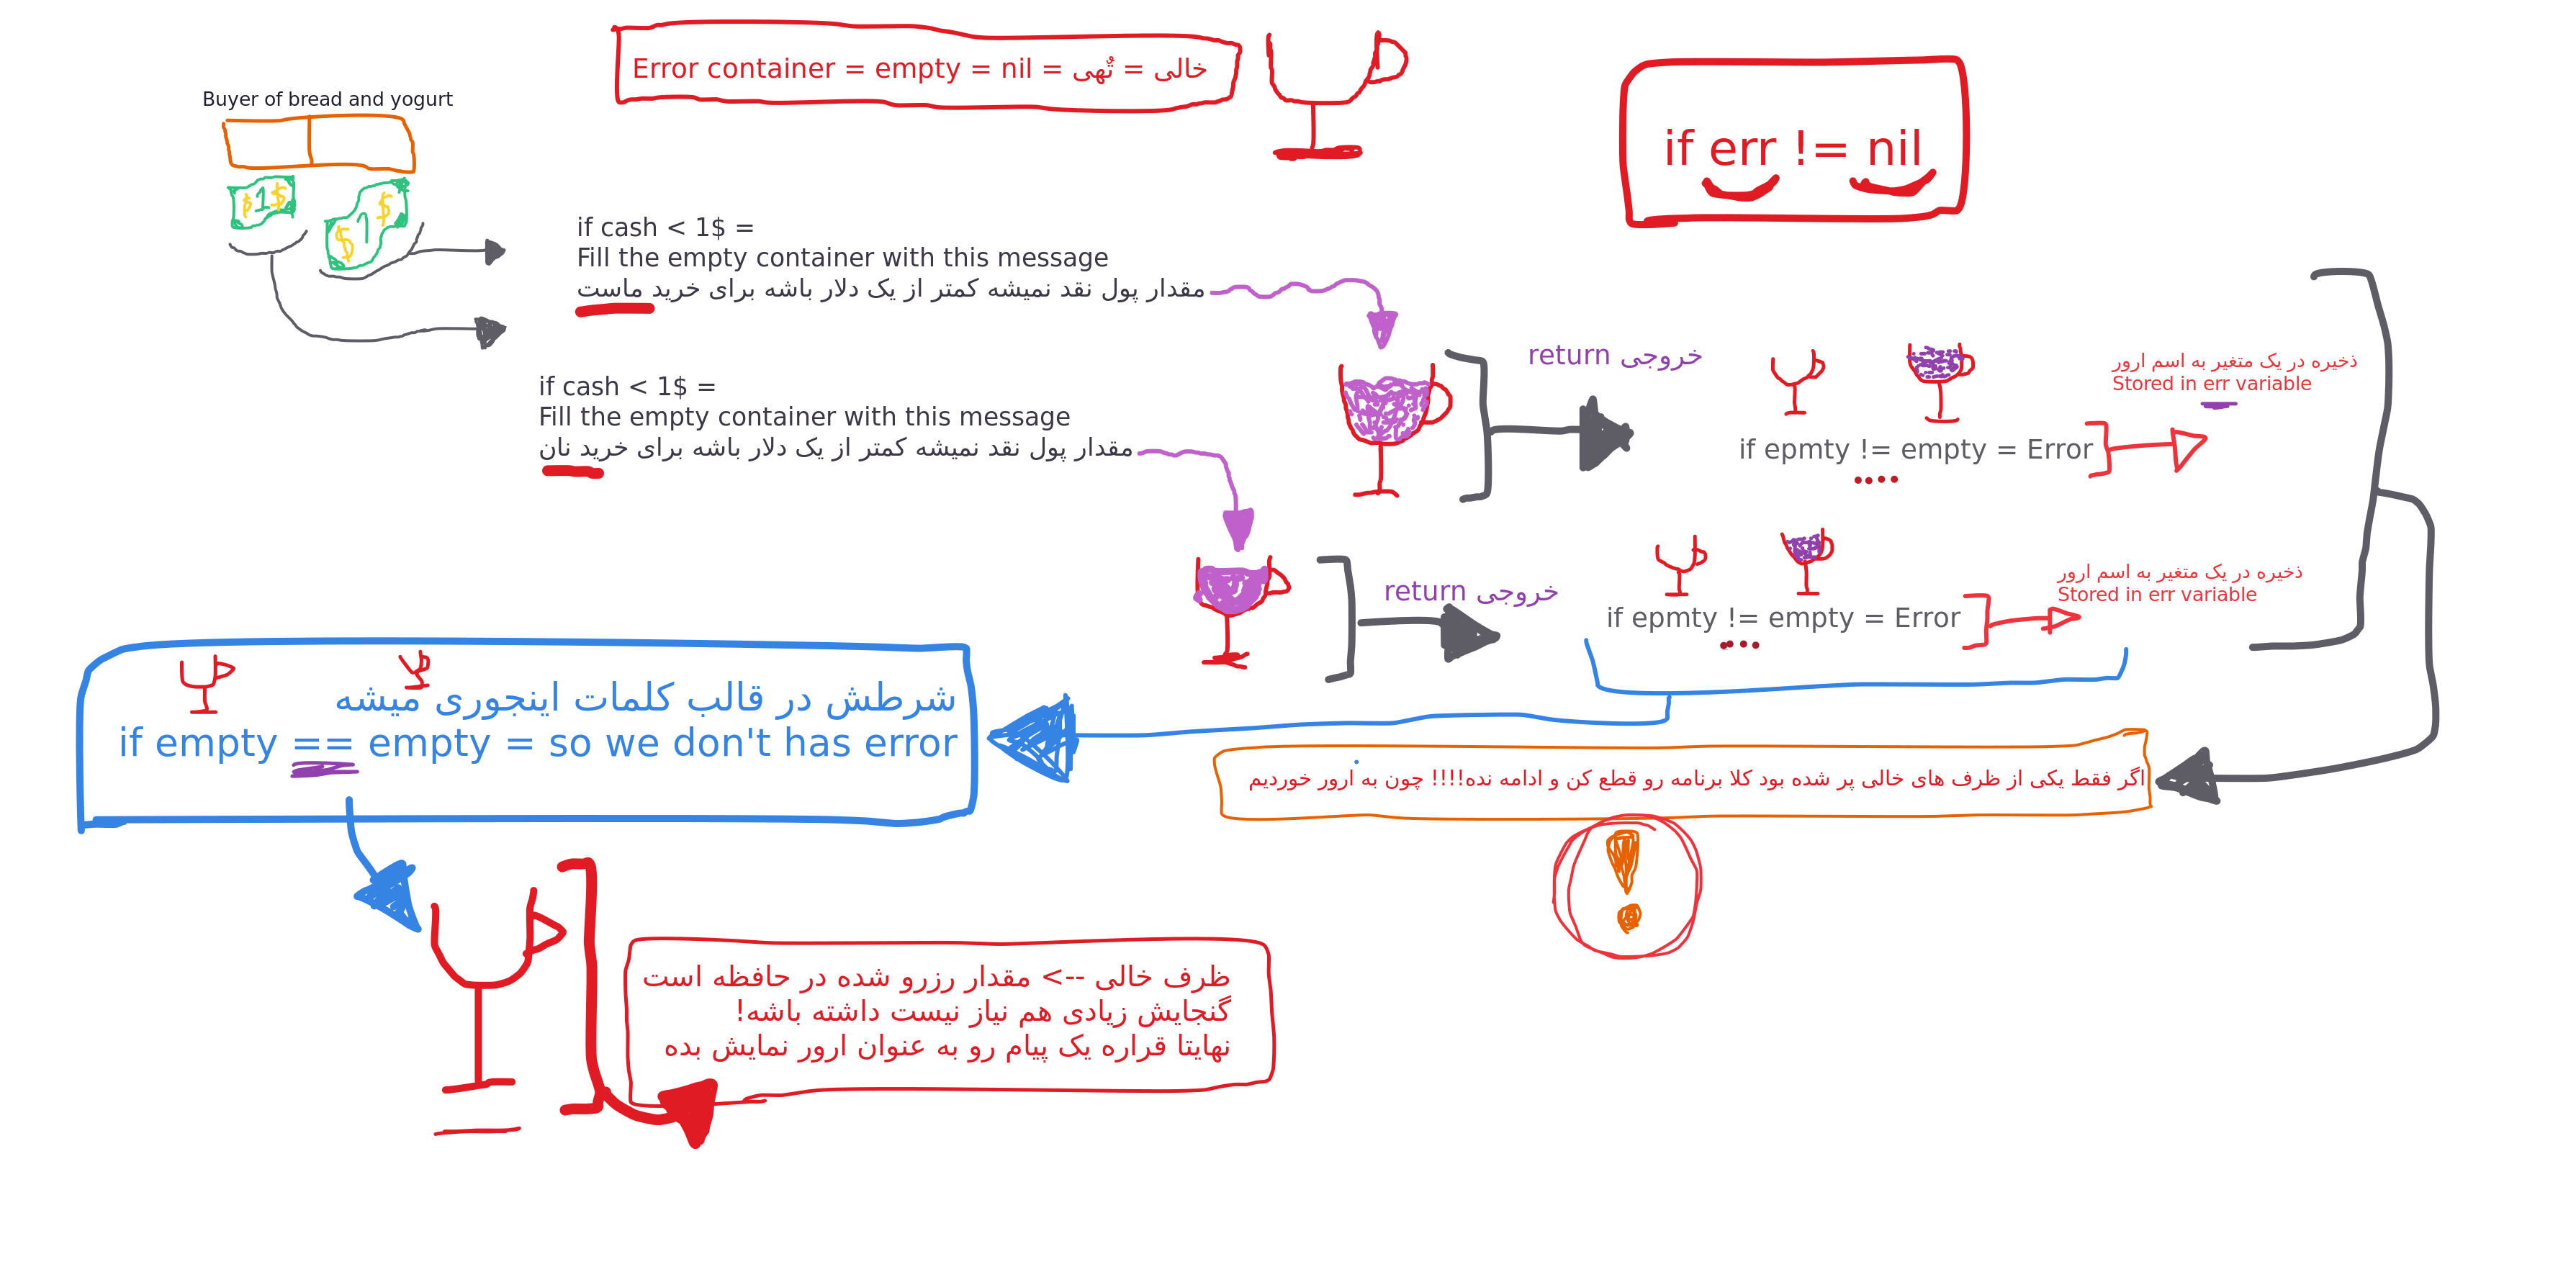 Error container = empty = nil = خالی = تُهی
Buyer of bread and yogurt
if err != nil
$1$
$1$
if cash < 1$ =
Fill the empty container with this message
مقدار پول نقد نمیشه کمتر از یک دلار باشه برای خرید ماست
return خروجی
ذخیره در یک متغیر به اسم ارور
Stored in err variable
if epmty != empty = Error
if cash < 1$ =
Fill the empty container with this message
مقدار پول نقد نمیشه کمتر از یک دلار باشه برای خرید نان
return خروجی
ذخیره در یک متغیر به اسم ارور
Stored in err variable
if epmty != empty = Error
شرطش در قالب کلمات اینجوری میشه
if empty == empty = so we don't has error
اگر فقط یکی از ظرف های خالی پر شده بود کلا برنامه رو قطع کن و ادامه نده!!!! چون به ارور خوردیم
!
ظرف خالی --> مقدار رزرو شده در حافظه است
گنجایش زیادی هم نیاز نیست داشته باشه!
نهایتا قراره یک پیام رو به عنوان ارور نمایش بده